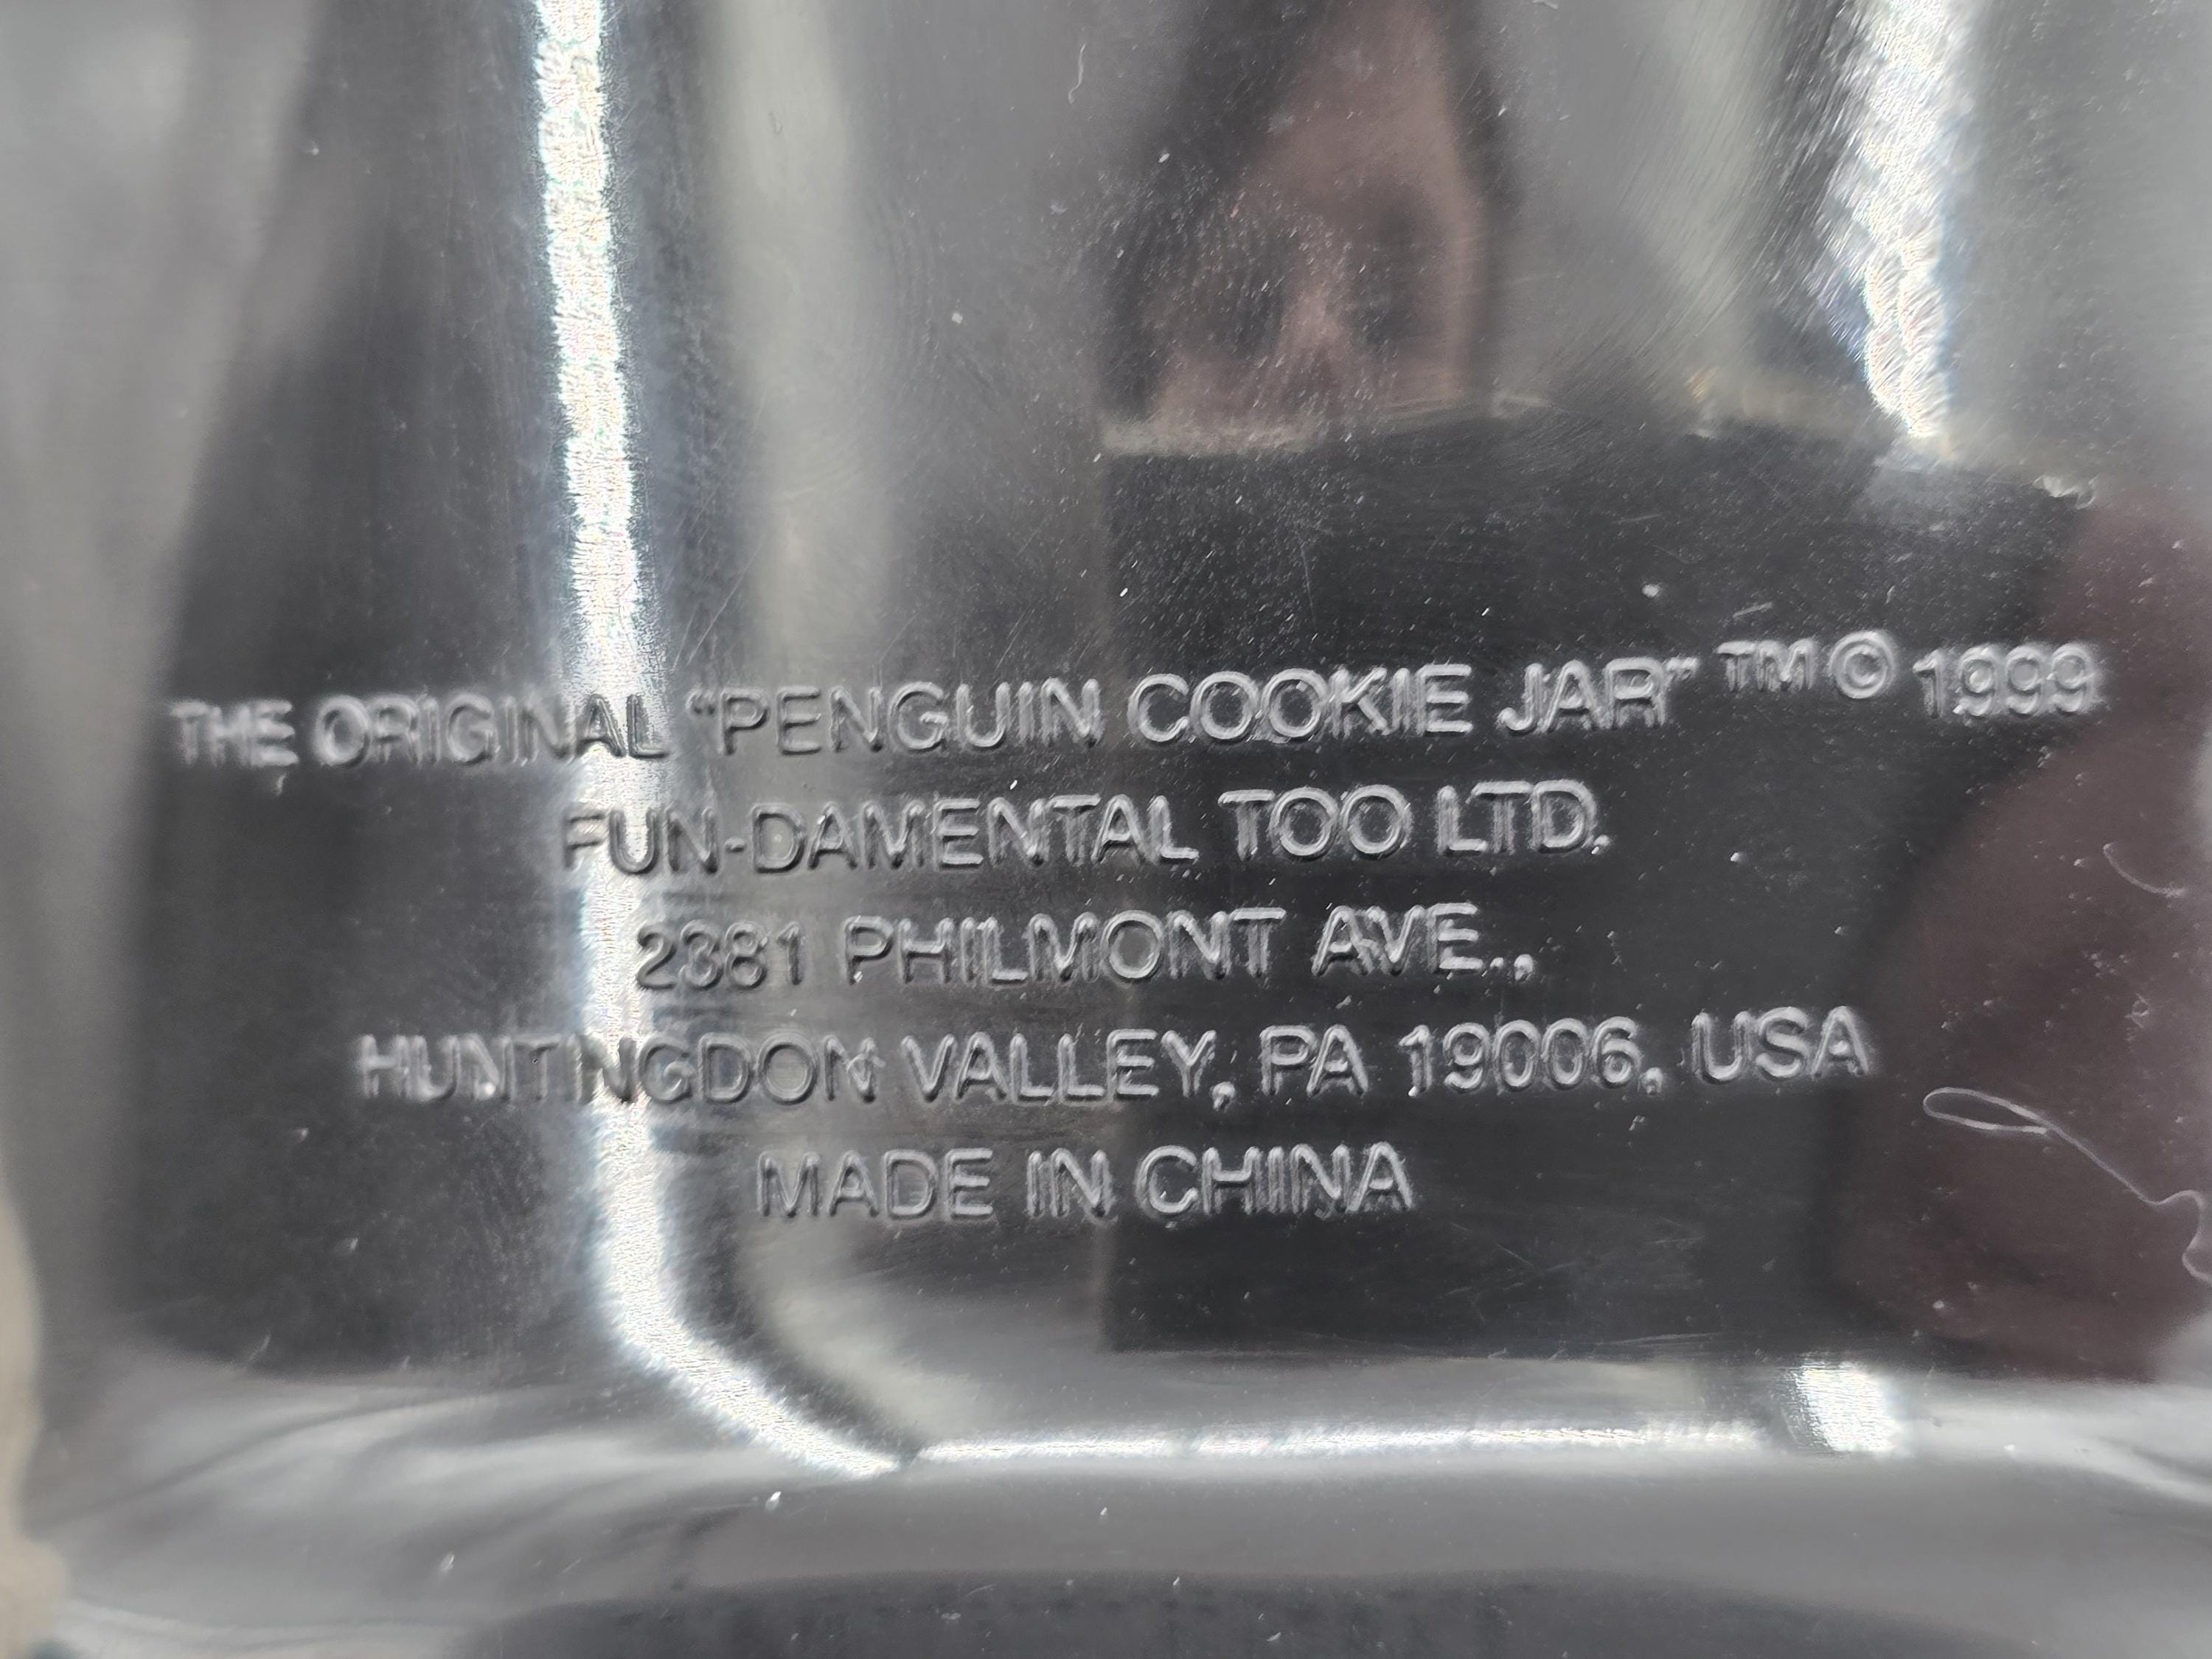 THE ORIGINAL “PENGUIN COOKIE JAR” ™ © 1999
FUN-DAMENTAL TOO LTD.
2381 PHILMONT AVE.,
HUNTINGDON VALLEY, PA 19006, USA
MADE IN CHINA